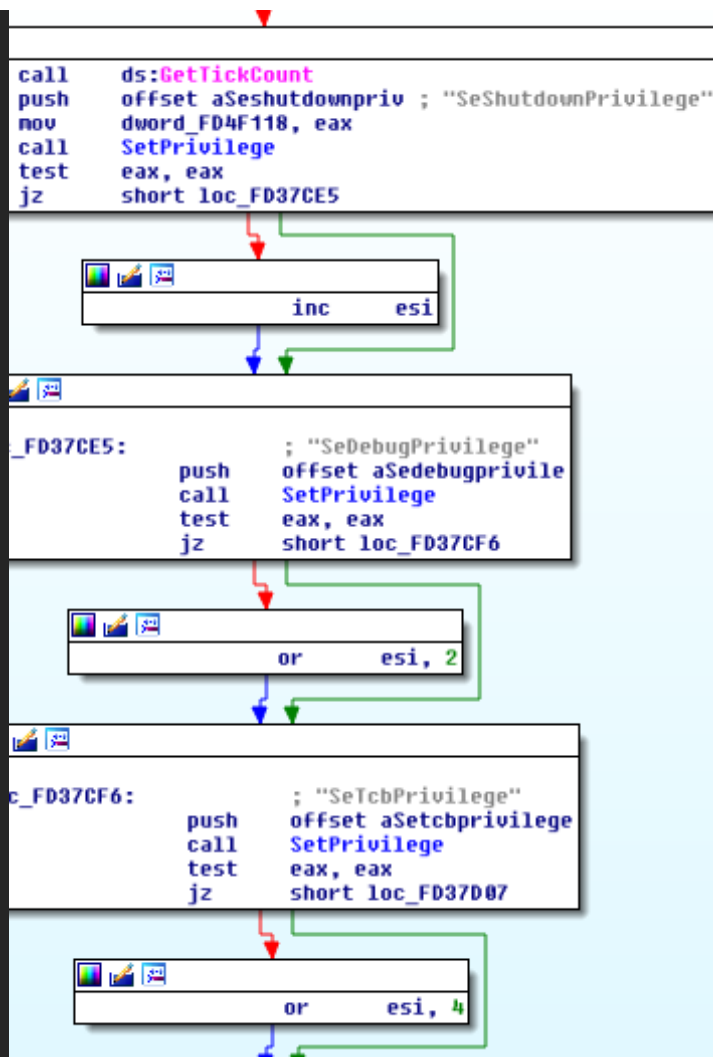 call ds:GetTickCount
push offset aSeshutdownpriv ; "SeShutdownPrivilege"
mov dword_FD4F118, eax
call SetPrivilege
test eax, eax
jz short loc_FD37CE5
inc esi
_FD37CE5: ; "SeDebugPrivilege"
push offset aSedebugprivile
call SetPrivilege
test eax, eax
jz short loc_FD37CF6
or esi, 2
c_FD37CF6: ; "SeTcbPrivilege"
push offset aSetcbprivilege
call SetPrivilege
test eax, eax
jz short loc_FD37D07
or esi, 4